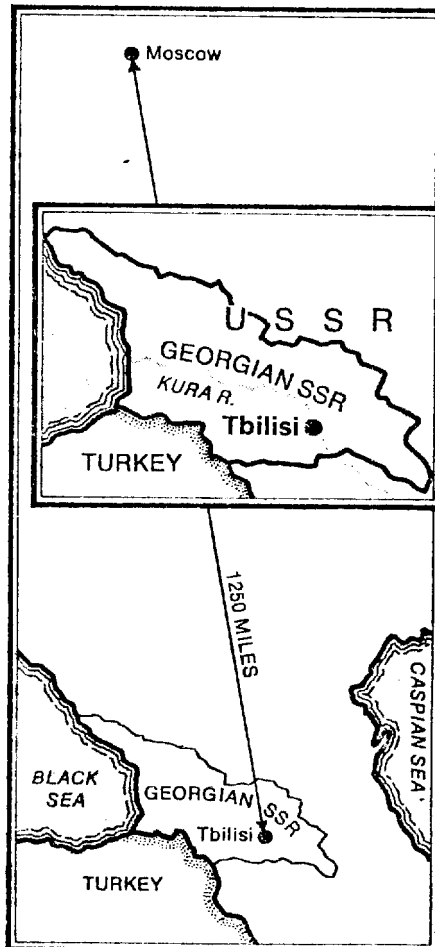 Moscow
U S S R
GEORGIAN SSR
KURA R.
Tbilisi
TURKEY
1250 MILES
CASPIAN SEA
BLACK
SEA
GEORGIAN SSR
Tbilisi
TURKEY